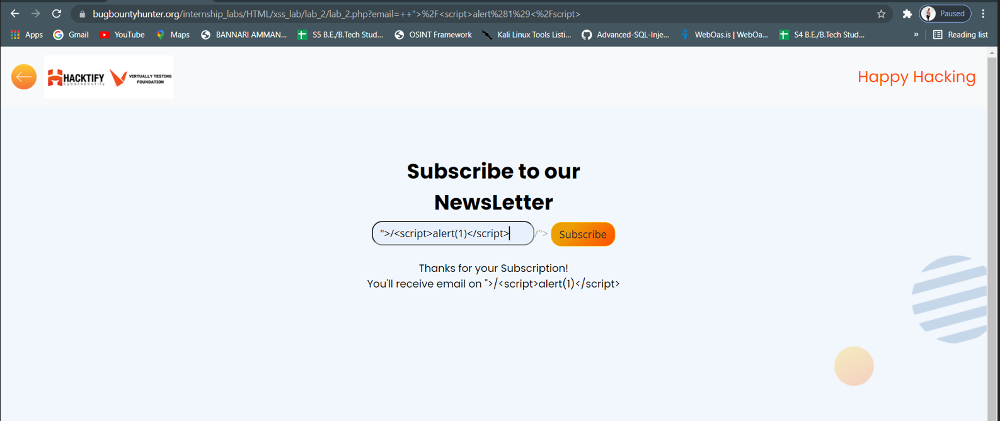 bugbountyhunter.org/internship_labs/HTML/xss_lab/lab_2/lab_2.php?email=++">%2F<script>alert%281%29<%2Fscript>
Paused
Apps Gmail YouTube Maps BANNARI AMMAN... S5 B.E./B.Tech Stud... OSINT Framework Kali Linux Tools Listi... Advanced-SQL-Inje... WebOas.is | WebOa... S4 B.E./B.Tech Stud... » Reading list
HACKTIFY
cybersecurity
VIRTUALLY TESTING
FOUNDATION
Happy Hacking
Subscribe to our
NewsLetter
">/<script>alert(1)</script> /"> Subscribe
Thanks for your Subscription!
You'll receive email on ">/<script>alert(1)</script>